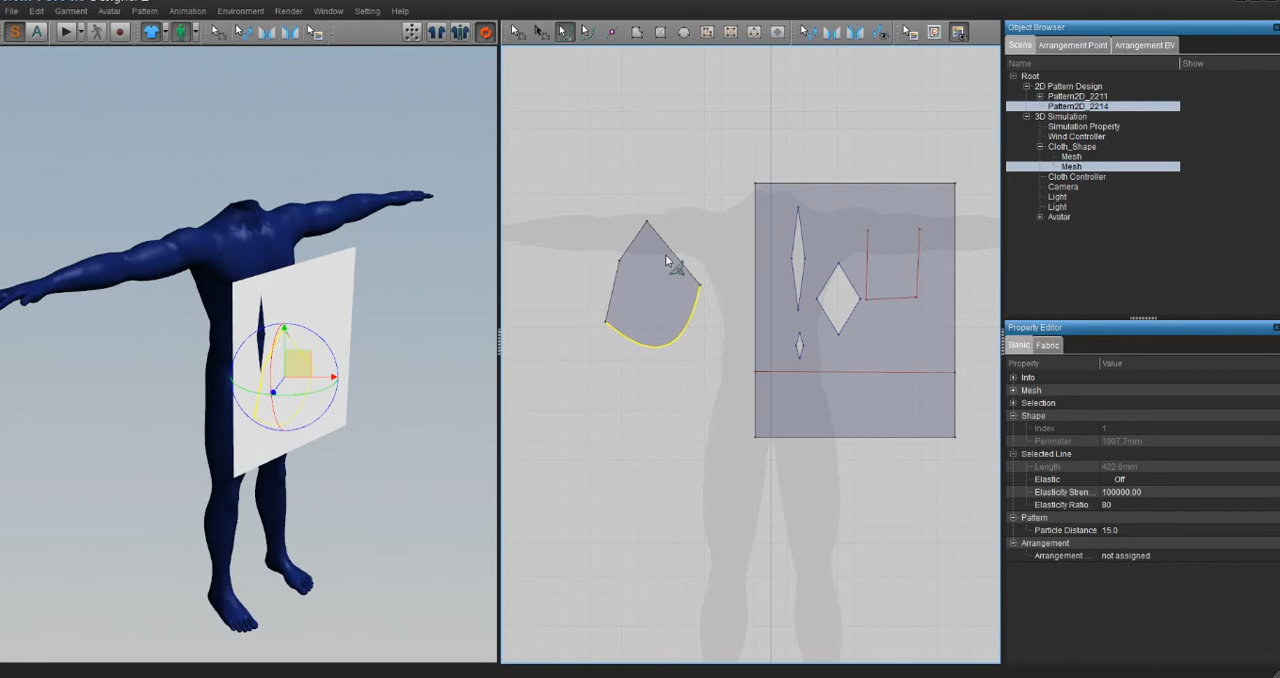 File Edit Garment Avatar Pattern Animation Environment Render Window Setting Help
S A
Object Browser
Scene Arrangement Point Arrangement BV
Name Show
Root
2D Pattern Design
Pattern2D_2211
Pattern2D_2214
3D Simulation
Simulation Property
Wind Controller
Cloth_Shape
Mesh
Mesh
Cloth Controller
Camera
Light
Light
Avatar
Property Editor
Basic Fabric
Property Value
Info
Mesh
Selection
Shape
Index 1
Perimeter 1007.7mm
Selected Line
Length 422.6mm
Elastic Off
Elasticity Stren... 100000.00
Elasticity Ratio 80
Pattern
Particle Distance 15.0
Arrangement
Arrangement ... not assigned